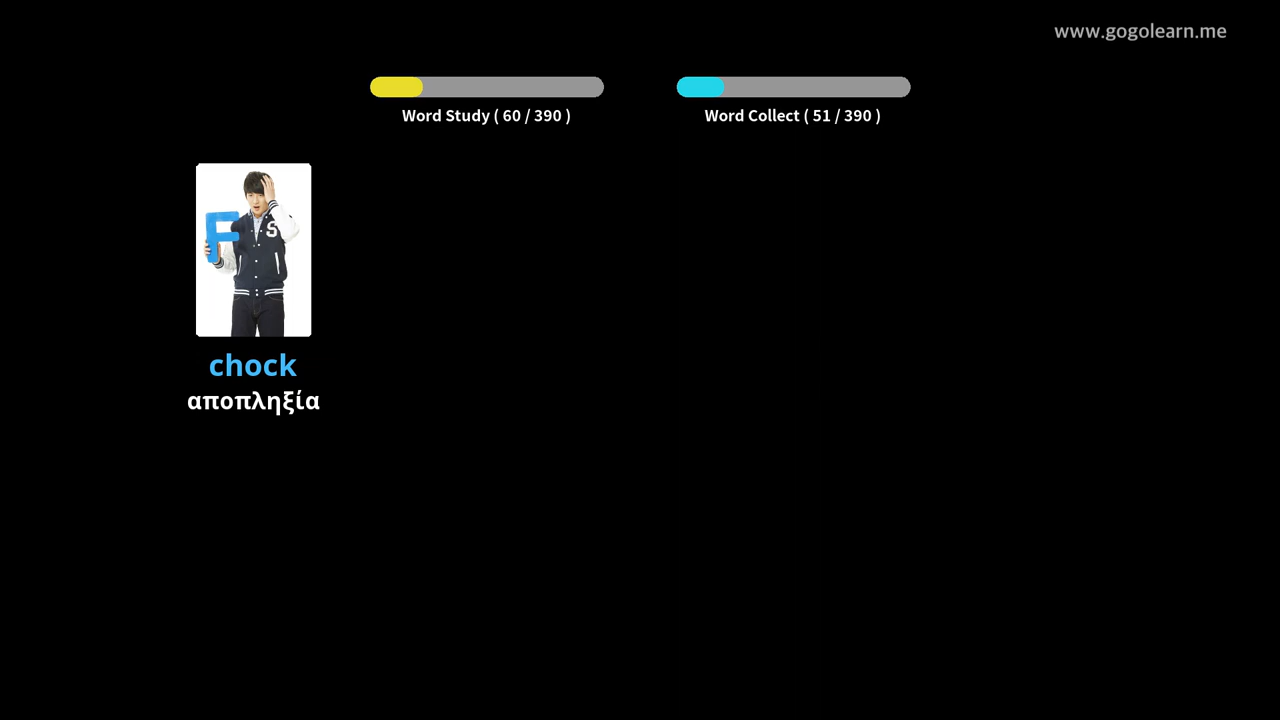 www.gogolearn.me
Word Study ( 60 / 390 )
Word Collect ( 51 / 390 )
F
S
chock
αποπληξία